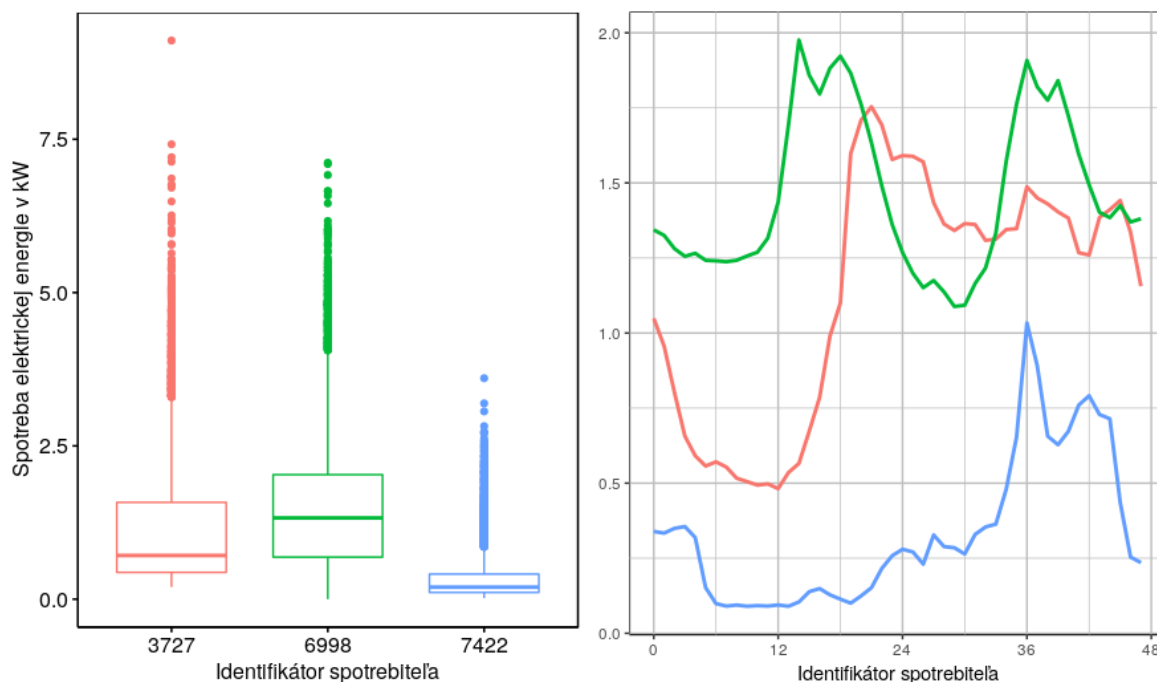 Spotreba elektrickej energie v kW
7.5
5.0
2.5
0.0
3727 6998 7422
Identifikátor spotrebiteľa
2.0
1.5
1.0
0.5
0.0
0 12 24 36 48
Identifikátor spotrebiteľa